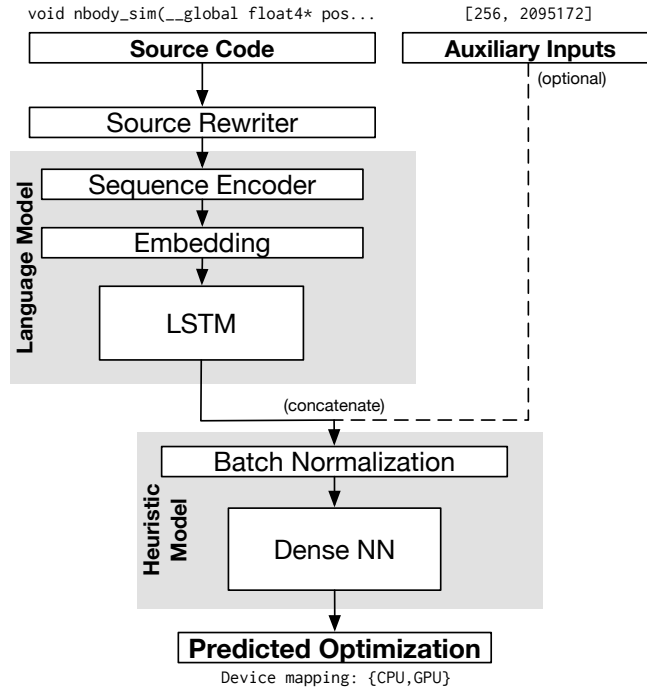 void nbody_sim(__global float4* pos...
[256, 2095172]
Source Code
Auxiliary Inputs
(optional)
Source Rewriter
Language Model
Sequence Encoder
Embedding
LSTM
(concatenate)
Heuristic
Model
Batch Normalization
Dense NN
Predicted Optimization
Device mapping: {CPU,GPU}